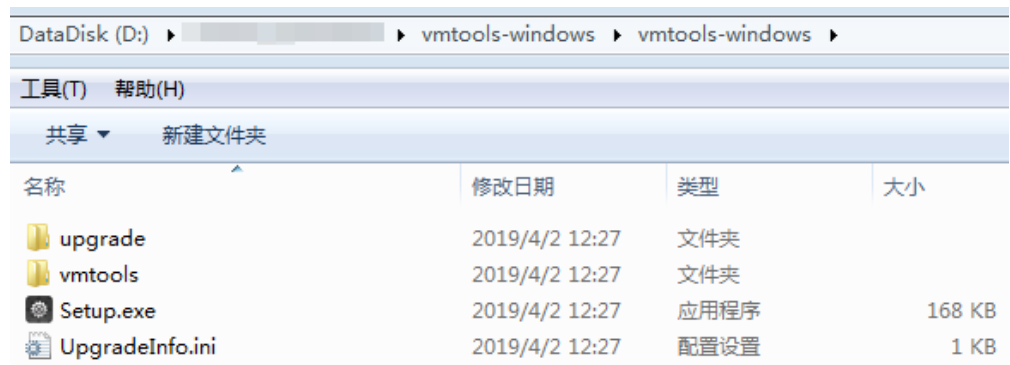 DataDisk (D:) vmtools-windows vmtools-windows
工具(T) 帮助(H)
共享 新建文件夹
名称 修改日期 类型 大小
upgrade 2019/4/2 12:27 文件夹
vmtools 2019/4/2 12:27 文件夹
Setup.exe 2019/4/2 12:27 应用程序 168 KB
UpgradeInfo.ini 2019/4/2 12:27 配置设置 1 KB